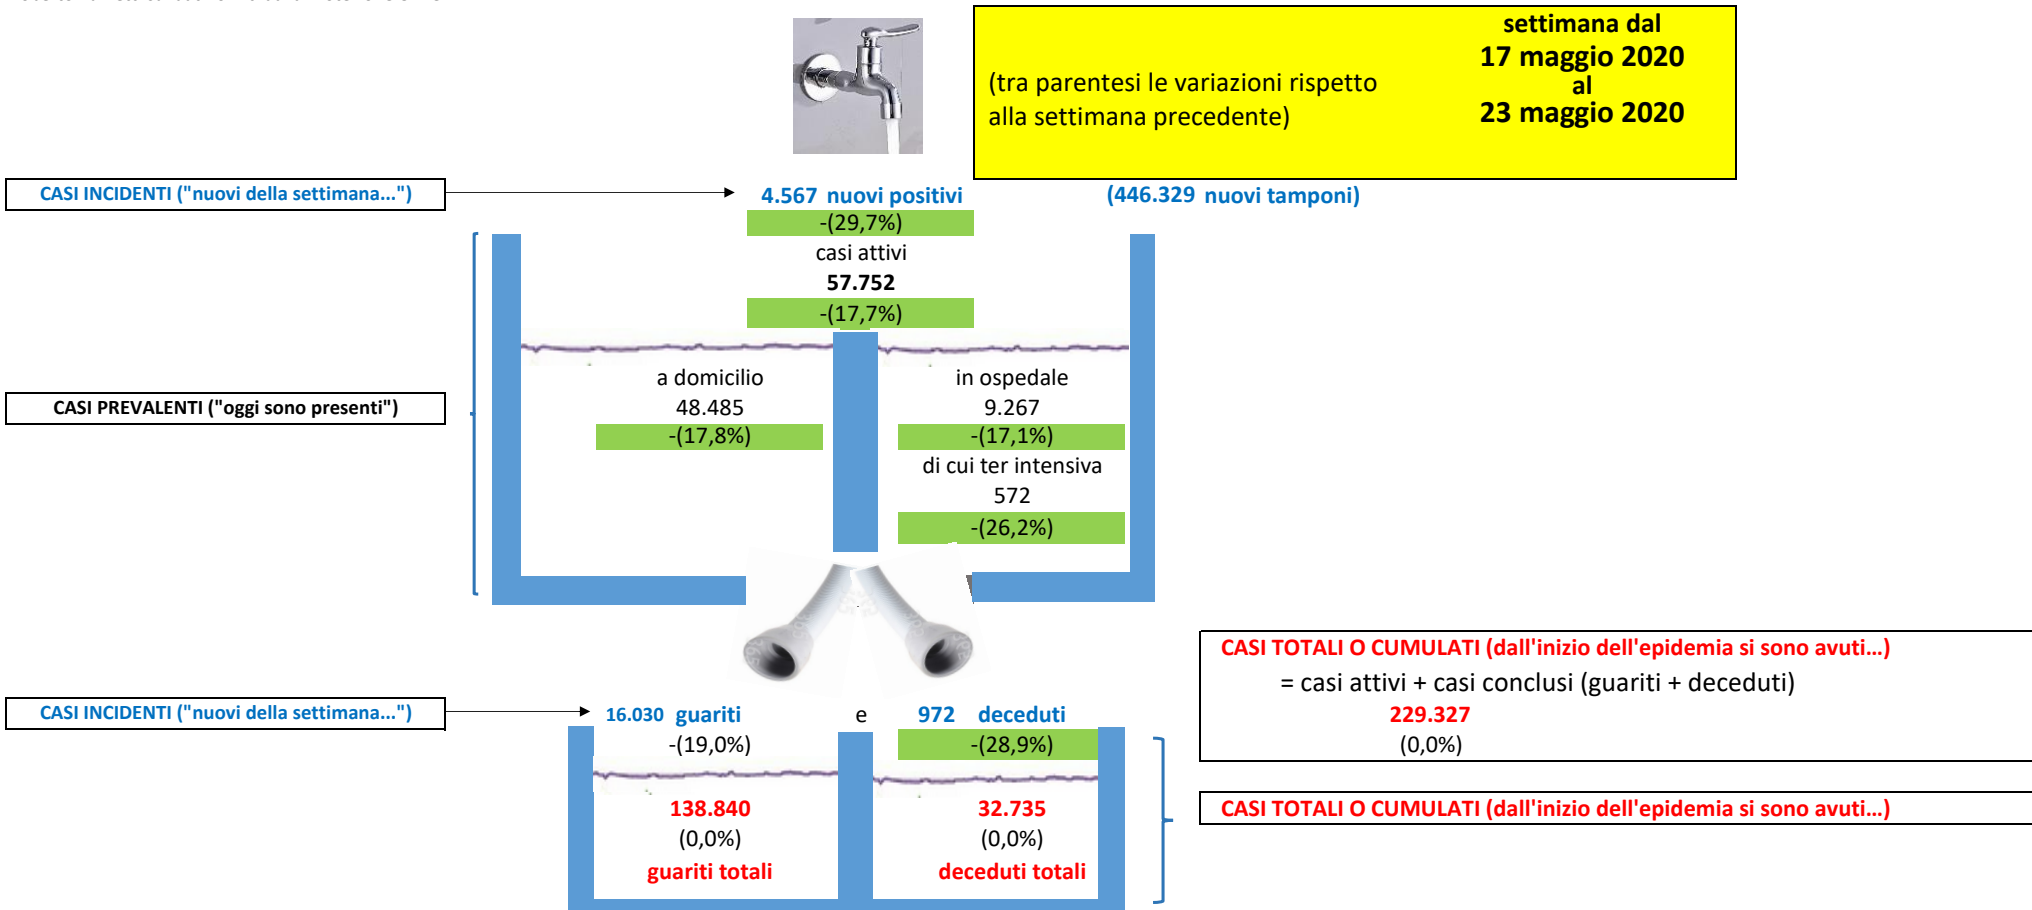 settimana dal
17 maggio 2020
al
23 maggio 2020
(tra parentesi le variazioni rispetto
alla settimana precedente)
CASI INCIDENTI ("nuovi della settimana...")
4.567 nuovi positivi
(446.329 nuovi tamponi)
-(29,7%)
casi attivi
57.752
-(17,7%)
a domicilio
48.485
-(17,8%)
in ospedale
9.267
-(17,1%)
di cui ter intensiva
572
-(26,2%)
CASI PREVALENTI ("oggi sono presenti")
CASI INCIDENTI ("nuovi della settimana...")
16.030 guariti e 972 deceduti
-(19,0%)
-(28,9%)
138.840
(0,0%)
guariti totali
32.735
(0,0%)
deceduti totali
CASI TOTALI O CUMULATI (dall'inizio dell'epidemia si sono avuti...)
= casi attivi + casi conclusi (guariti + deceduti)
229.327
(0,0%)
CASI TOTALI O CUMULATI (dall'inizio dell'epidemia si sono avuti...)